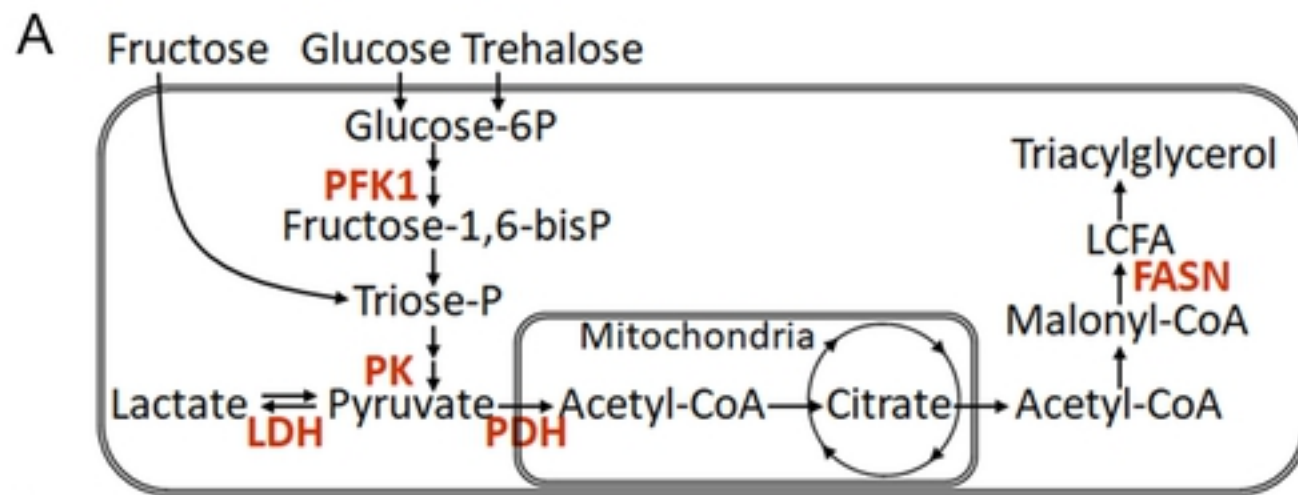 A
Fructose Glucose Trehalose
Glucose-6P
PFK1
Fructose-1,6-bisP
Triose-P
PK
Lactate Pyruvate Acetyl-CoA Citrate Acetyl-CoA
LDH PDH
Mitochondria
Triacylglycerol
LCFA
FASN
Malonyl-CoA